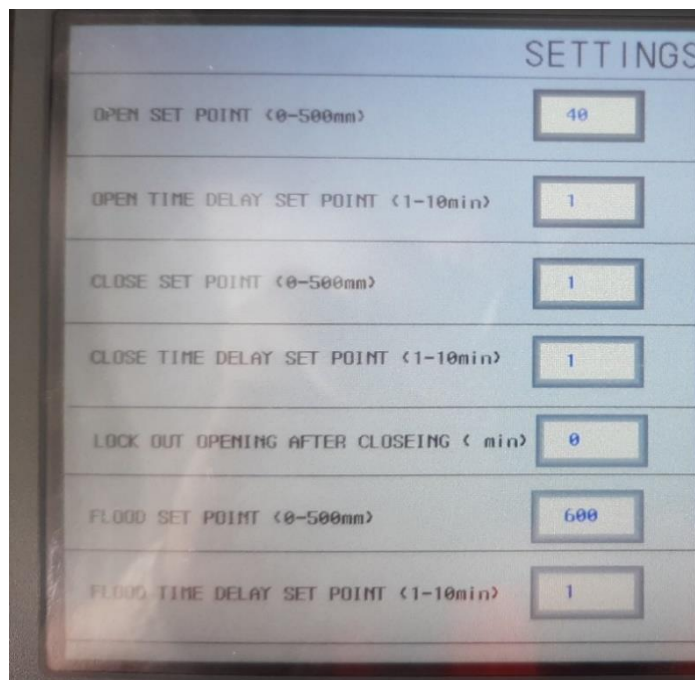 SETTINGS
OPEN SET POINT (0-500mm) 40
OPEN TIME DELAY SET POINT (1-10min) 1
CLOSE SET POINT (0-500mm) 1
CLOSE TIME DELAY SET POINT (1-10min) 1
LOCK OUT OPENING AFTER CLOSEING ( min) 0
FLOOD SET POINT (0-500mm) 600
FLOOD TIME DELAY SET POINT (1-10min) 1